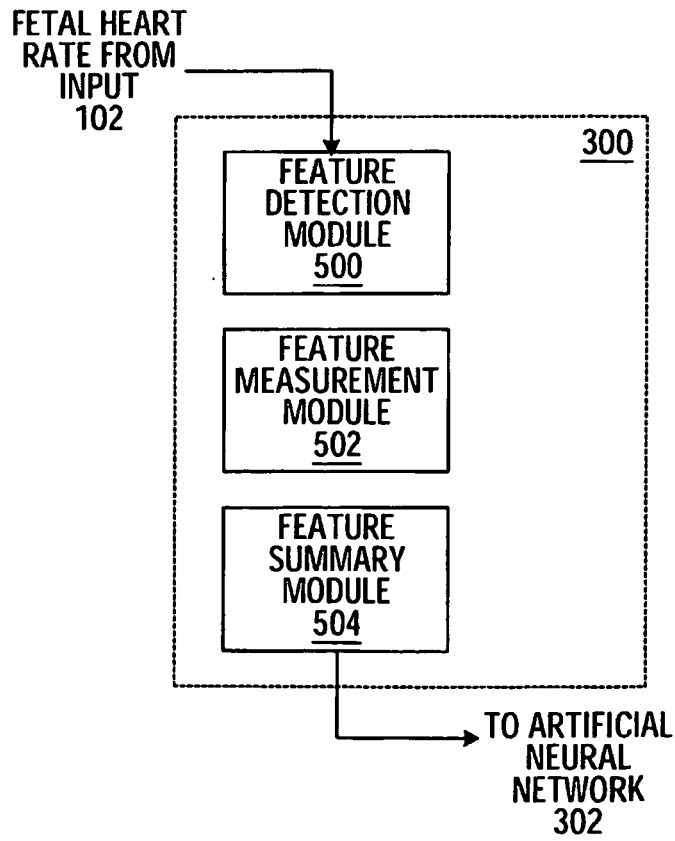 FETAL HEART
RATE FROM
INPUT
102
300
FEATURE
DETECTION
MODULE
500
FEATURE
MEASUREMENT
MODULE
502
FEATURE
SUMMARY
MODULE
504
TO ARTIFICIAL
NEURAL
NETWORK
302